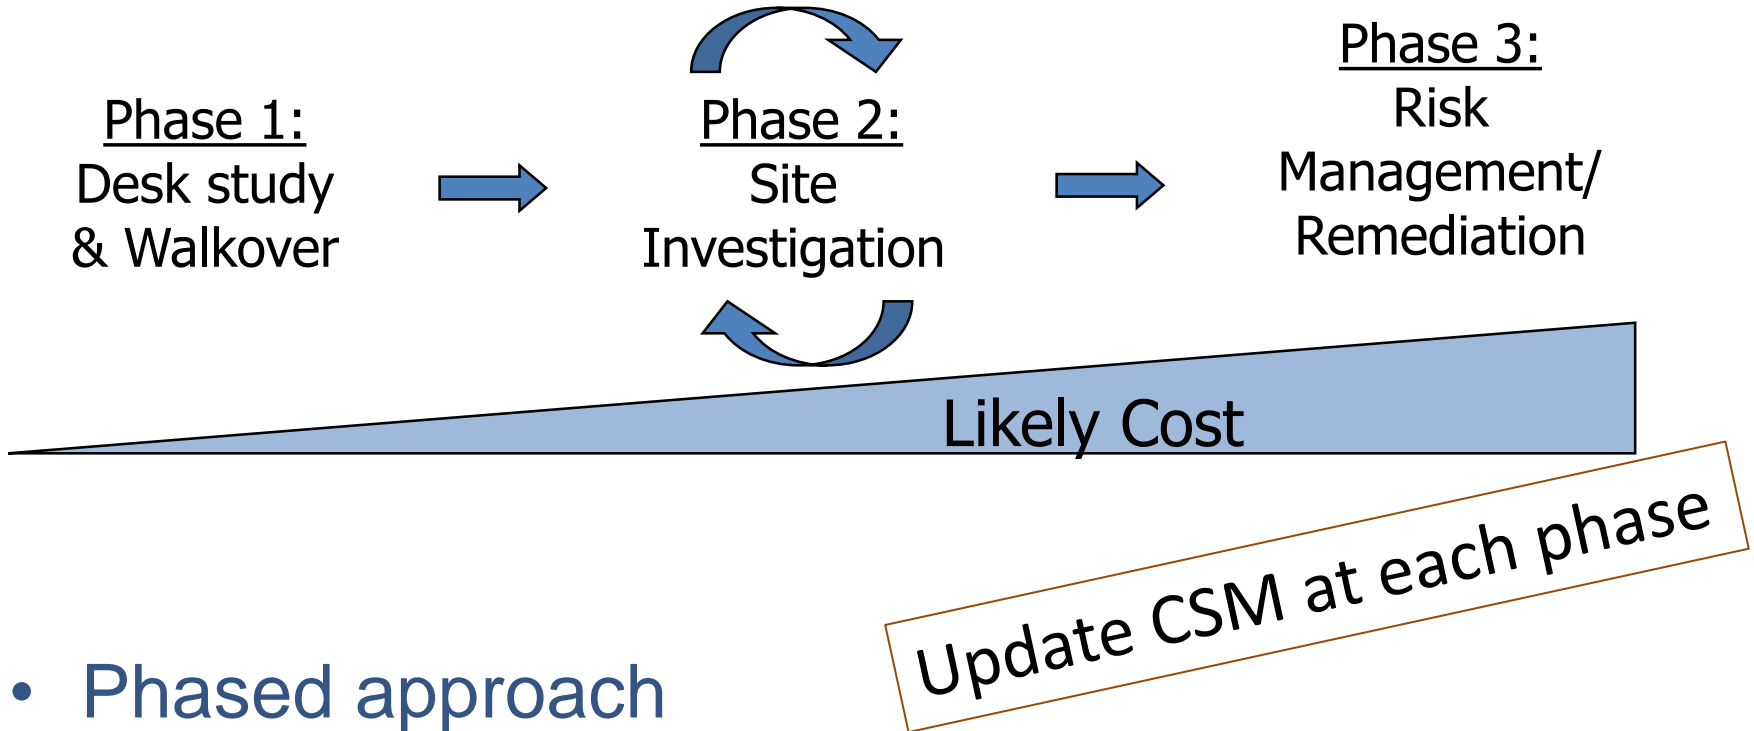 Phase 1:
Desk study
& Walkover
Phase 2:
Site
Investigation
Phase 3:
Risk
Management/
Remediation
Likely Cost
Update CSM at each phase
• Phased approach